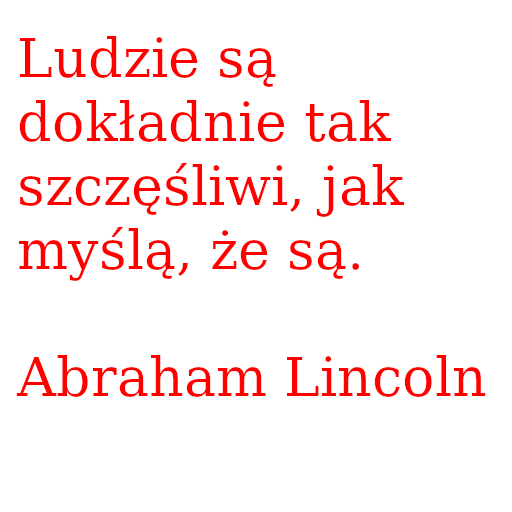 Ludzie są
dokładnie tak
szczęśliwi, jak
myślą, że są.
Abraham Lincoln